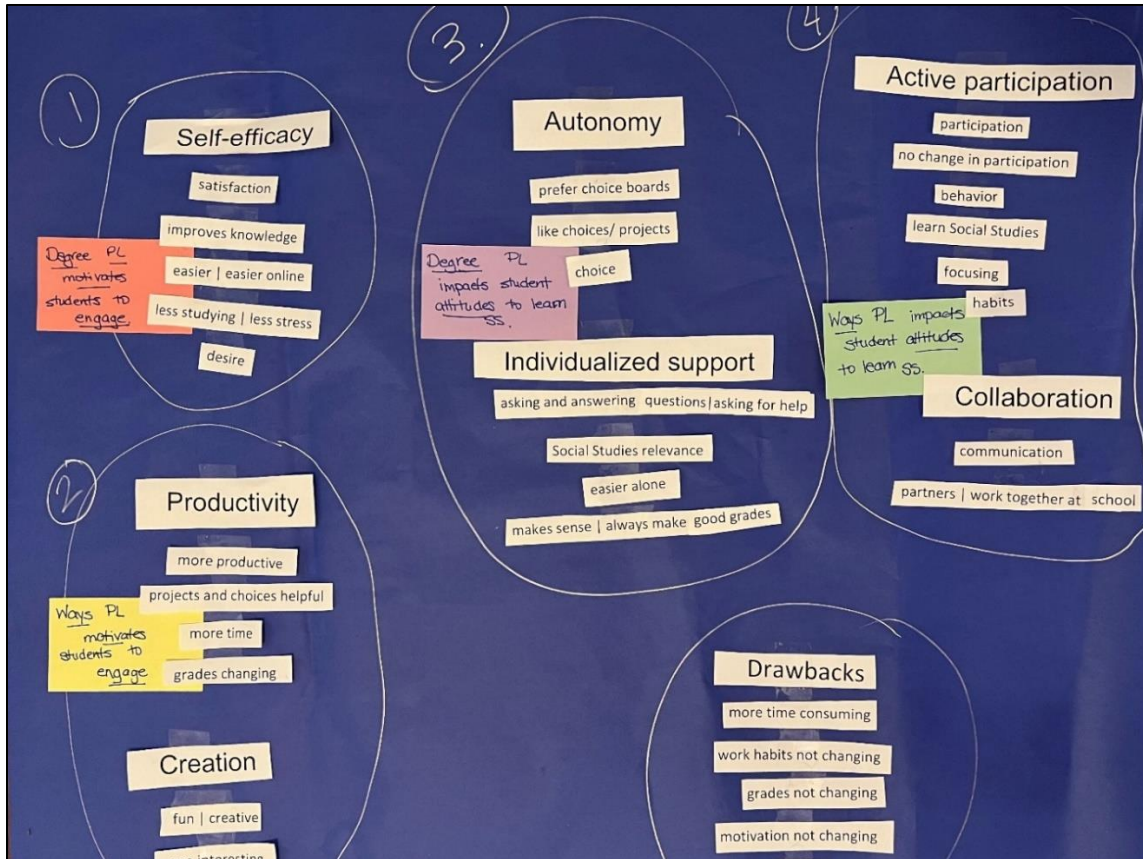 1
Self-efficacy
satisfaction
improves knowledge
easier | easier online
less studying | less stress
desire
Degree PL
motivates
students to
engage
2
Productivity
more productive
projects and choices helpful
more time
grades changing
Ways PL
motivates
students to
engage
Creation
fun | creative
interesting
3.
Autonomy
prefer choice boards
like choices/ projects
choice
Degree PL
impacts student
attitudes to learn
SS.
Individualized support
asking and answering questions | asking for help
Social Studies relevance
easier alone
makes sense | always make good grades
4
Active participation
participation
no change in participation
behavior
learn Social Studies
focusing
habits
Ways PL impacts
student attitudes
to learn SS.
Collaboration
communication
partners | work together at school
Drawbacks
more time consuming
work habits not changing
grades not changing
motivation not changing